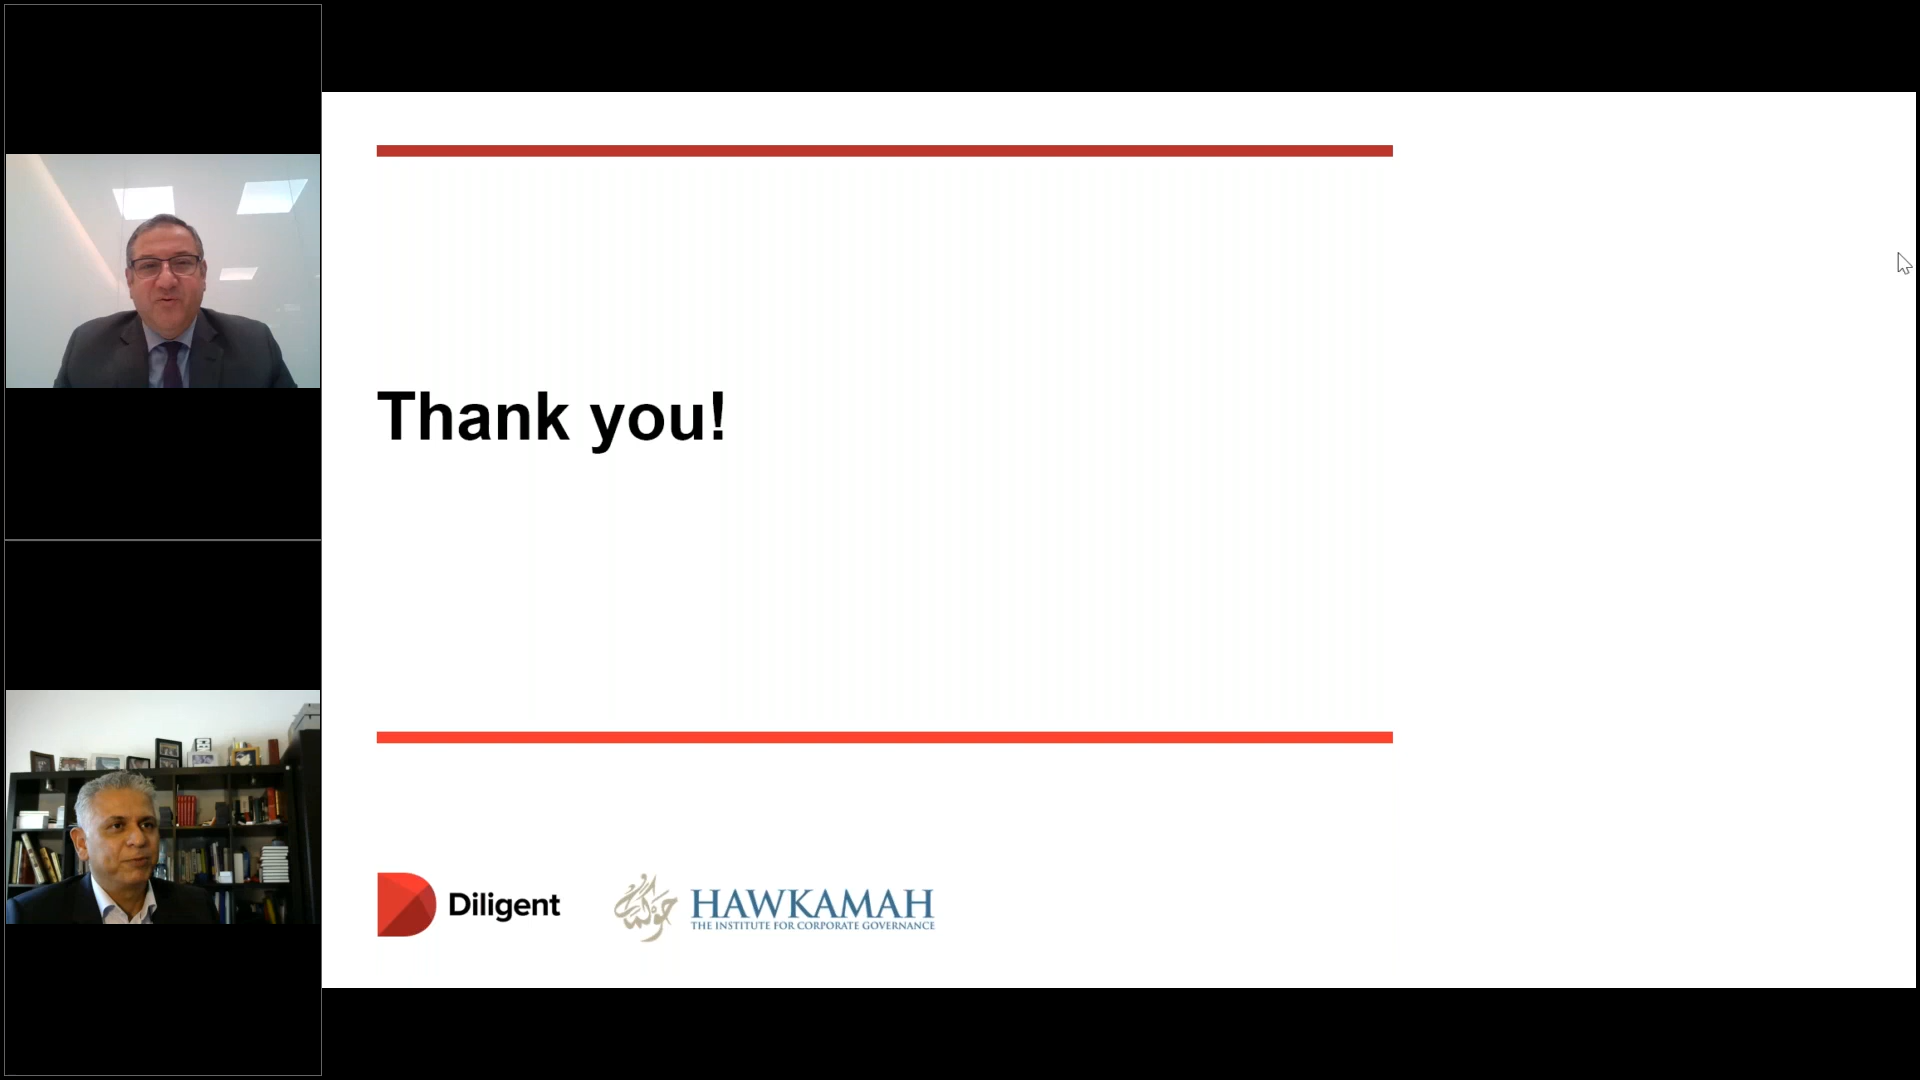 Thank you!
Diligent
HAWKAMAH
THE INSTITUTE FOR CORPORATE GOVERNANCE